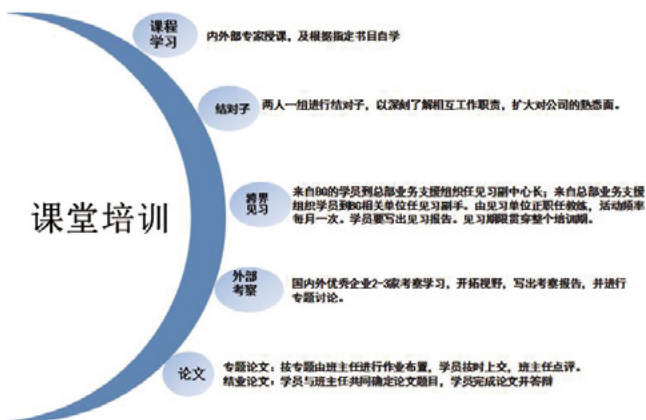 课程
学习
内外部专家授课，及根据指定书目自学
结对子
两人一组进行结对子，以深刻了解相互工作职责，扩大对公司的熟悉面。
课堂培训
跨界
见习
来自BG的学员到总部业务支援组织任见习副中心长；来自总部业务支援
组织学员到BG相关单位任见习副手。由见习单位正职任教练，活动频率
每月一次。学员要写出见习报告。见习期限贯穿整个培训期。
外部
考察
国内外优秀企业2-3家考察学习，开拓视野，写出考察报告，并进行
专题讨论。
论文
专题论文：按专题由班主任进行作业布置，学员按时上交，班主任点评。
结业论文：学员与班主任共同确定论文题目，学员完成论文并答辩